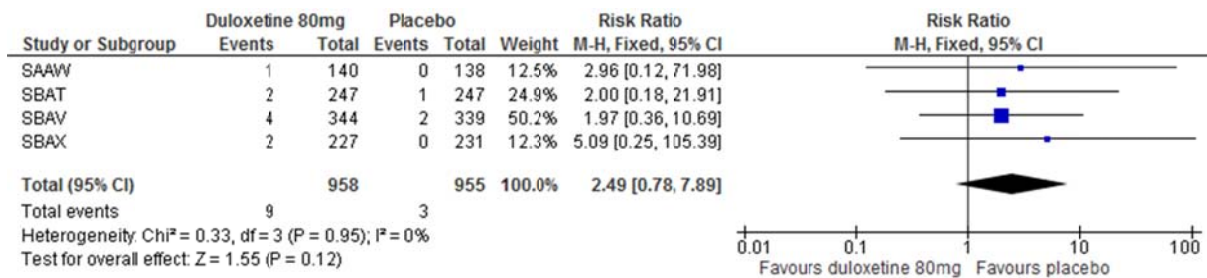 Duloxetine 80mg Placebo Risk Ratio Risk Ratio
Study or Subgroup Events Total Events Total Weight M-H, Fixed, 95% CI M-H, Fixed, 95% CI
SAAW 1 140 0 138 12.5% 2.96 [0.12, 71.98]
SBAT 2 247 1 247 24.9% 2.00 [0.18, 21.91]
SBAV 4 344 2 339 50.2% 1.97 [0.36, 10.69]
SBAX 2 227 0 231 12.3% 5.09 [0.25, 105.39]
Total (95% CI) 958 955 100.0% 2.49 [0.78, 7.89]
Total events 9 3
Heterogeneity: Chi² = 0.33, df = 3 (P = 0.95); I² = 0%
Test for overall effect: Z = 1.55 (P = 0.12)
0.01 0.1 1 10 100
Favours duloxetine 80mg Favours placebo